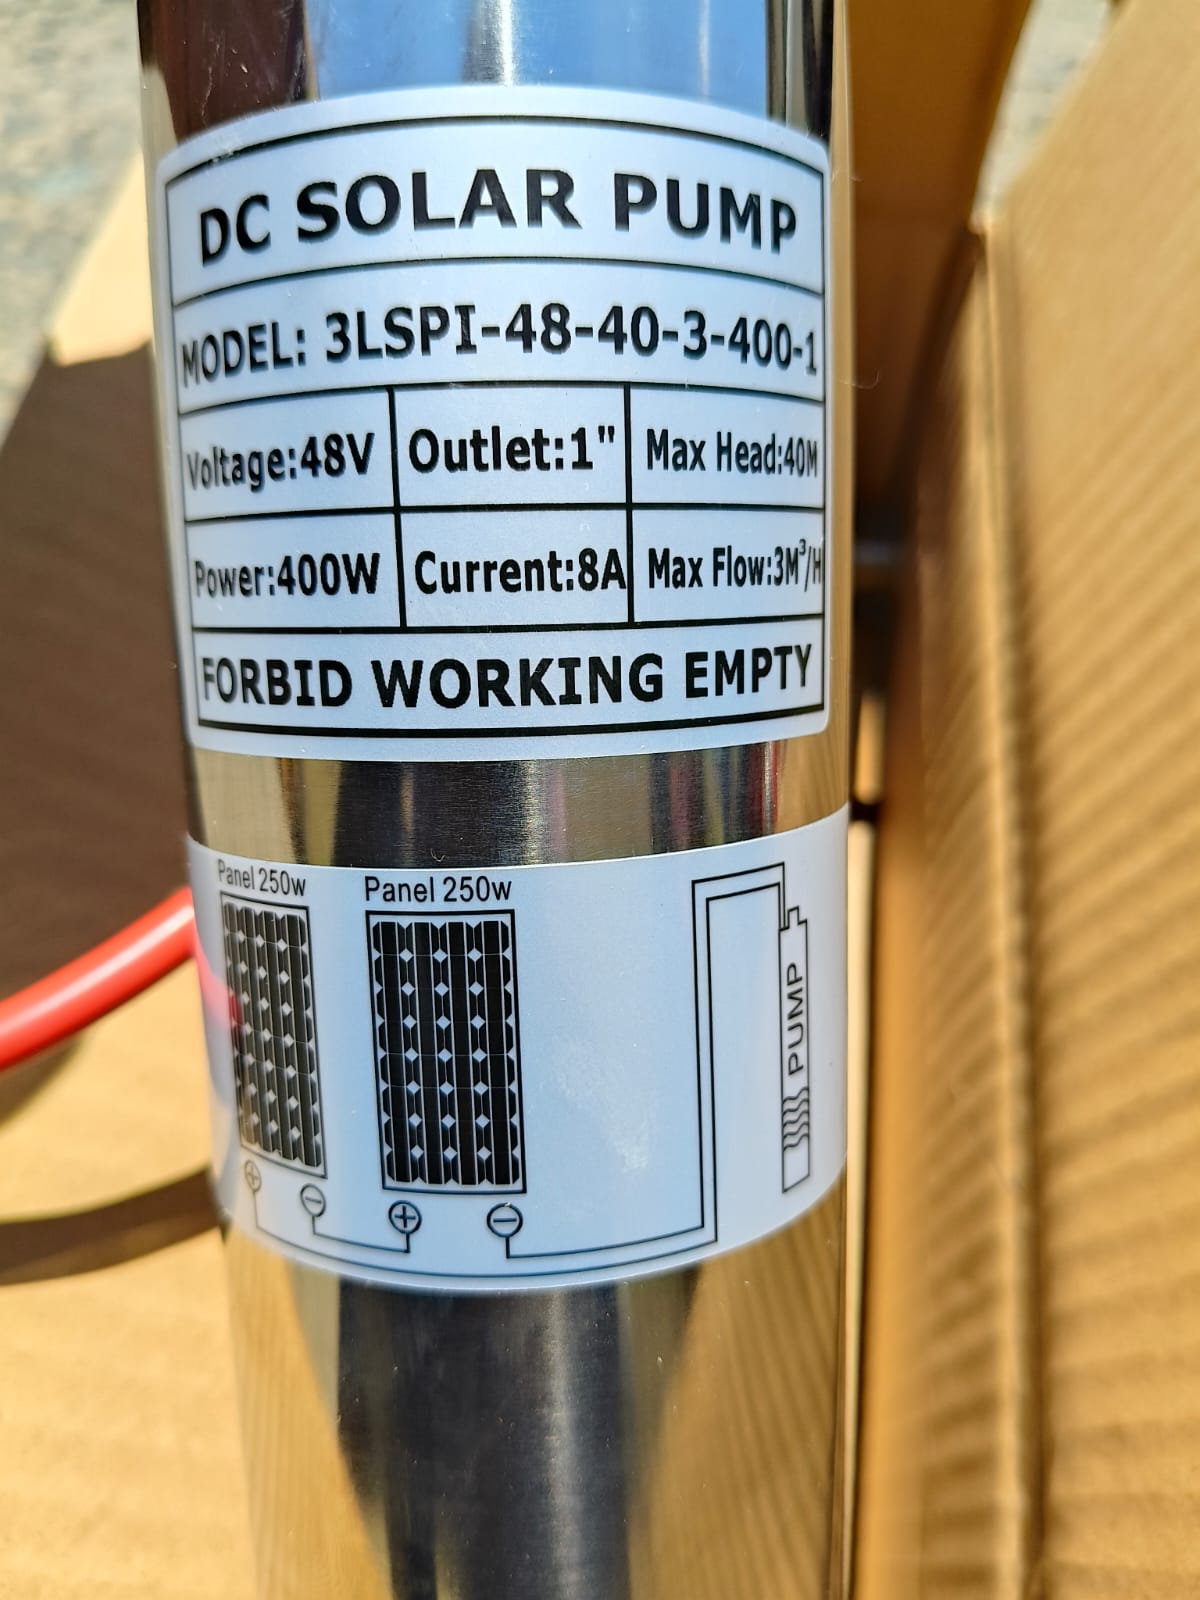 DC SOLAR PUMP
MODEL: 3LSPI-48-40-3-400-1
Voltage:48V Outlet:1" Max Head:40M
Power:400W Current:8A Max Flow:3M³/H
FORBID WORKING EMPTY
Panel 250w Panel 250w
PUMP
+ − + −